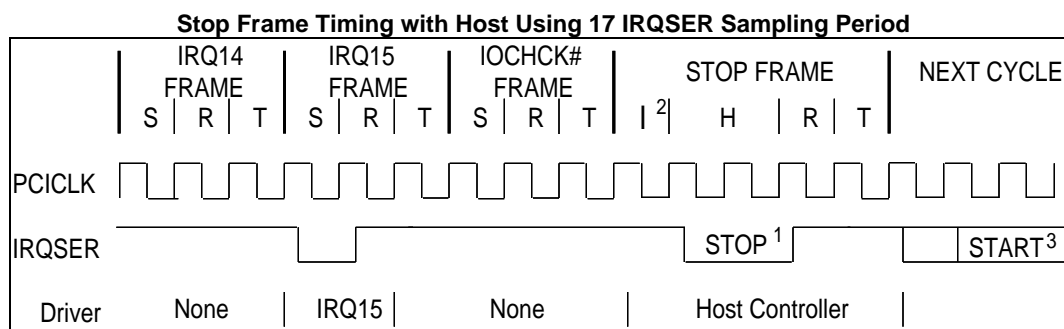 Stop Frame Timing with Host Using 17 IRQSER Sampling Period
IRQ14 FRAME IRQ15 FRAME IOCHCK# FRAME STOP FRAME NEXT CYCLE
S R T S R T S R T I 2 H R T
PCICLK
IRQSER STOP 1 START 3
Driver None IRQ15 None Host Controller